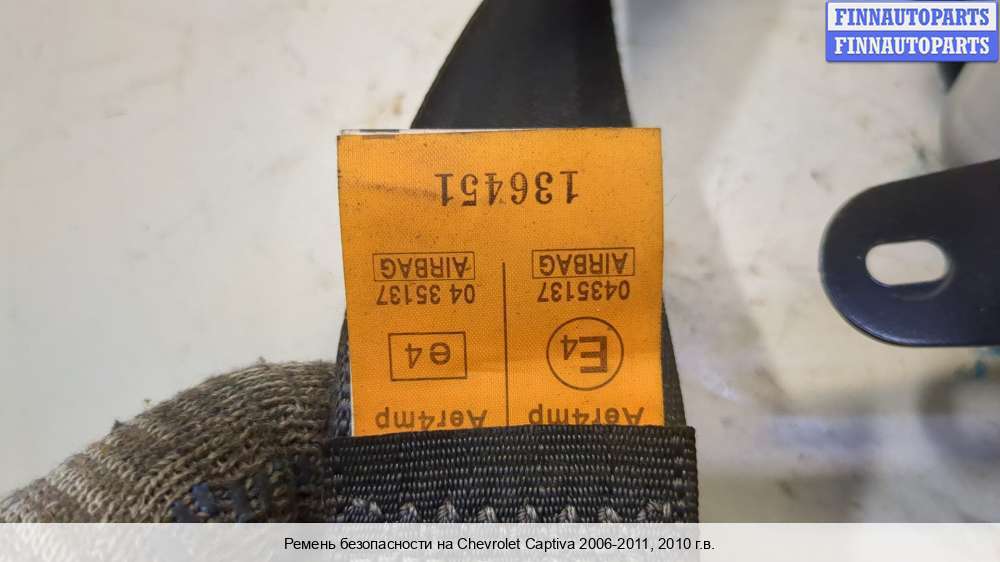 FINNAUTOPARTS
FINNAUTOPARTS
Aer4mp Aer4mp
E4 e4
0435137 04 35137
AIRBAG AIRBAG
136451
Ремень безопасности на Chevrolet Captiva 2006-2011, 2010 г.в.